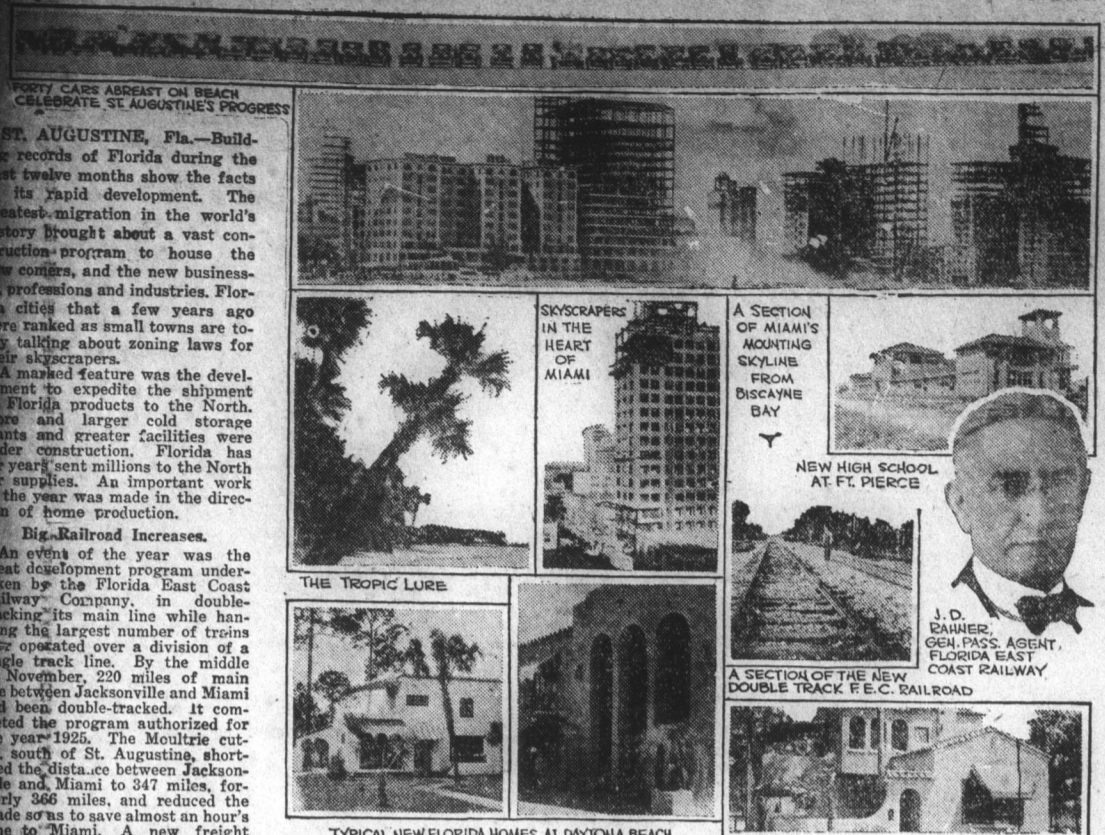 FORTY CARS ABREAST ON BEACH
CELEBRATE ST. AUGUSTINE'S PROGRESS
ST. AUGUSTINE, Fla.—Build-
records of Florida during the
st twelve months show the facts
its rapid development. The
eatest migration in the world's
story brought about a vast con-
ruction program to house the
w comers, and the new business-
professions and industries. Flor-
cities that a few years ago
re ranked as small towns are to-
y talking about zoning laws for
eir skyscrapers.
A marked feature was the devel-
ment to expedite the shipment
Florida products to the North.
ore and larger cold storage
ants and greater facilities were
der construction. Florida has
years sent millions to the North
supplies. An important work
the year was made in the direc-
n of home production.
Big Railroad Increases.
An event of the year was the
eat development program under-
ken by the Florida East Coast
ilway Company, in double-
acking its main line while han-
ng the largest number of trains
operated over a division of a
gle track line. By the middle
November, 220 miles of main
e between Jacksonville and Miami
d been double-tracked. It com-
ted the program authorized for
e year 1925. The Moultrie cut-
south of St. Augustine, short-
ed the distance between Jackson-
le and Miami to 347 miles, for-
rly 366 miles, and reduced the
ade so as to save almost an hour's
me to Miami. A new freight
SKYSCRAPERS
IN THE
HEART
OF
MIAMI
A SECTION
OF MIAMI'S
MOUNTING
SKYLINE
FROM
BISCAYNE
BAY
NEW HIGH SCHOOL
AT FT. PIERCE
THE TROPIC LURE
J.D.
RAHNER,
GEN. PASS. AGENT,
FLORIDA EAST
COAST RAILWAY
A SECTION OF THE NEW
DOUBLE TRACK F.E.C. RAILROAD
TYPICAL NEW FLORIDA HOMES AT DAYTONA BEACH